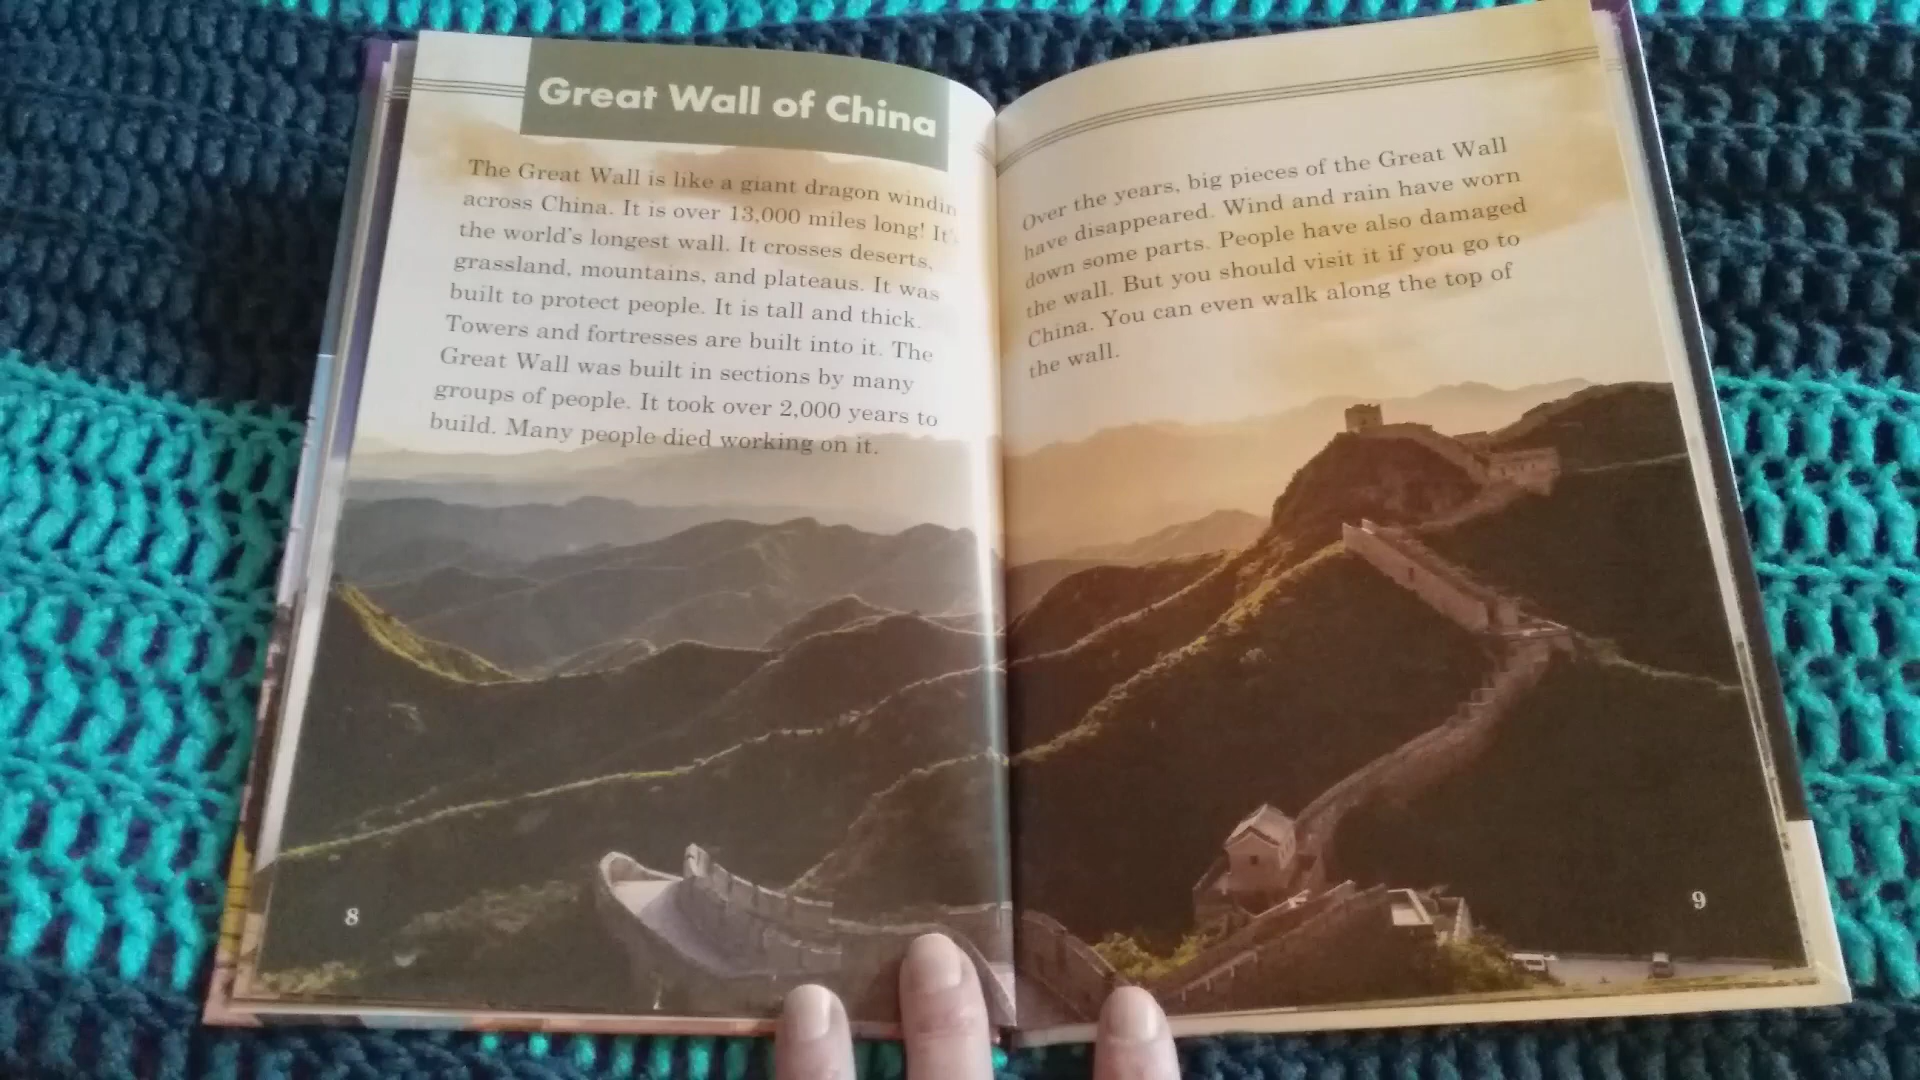 Great Wall of China
The Great Wall is like a giant dragon windin
across China. It is over 13,000 miles long! It's
the world's longest wall. It crosses deserts,
grassland, mountains, and plateaus. It was
built to protect people. It is tall and thick.
Towers and fortresses are built into it. The
Great Wall was built in sections by many
groups of people. It took over 2,000 years to
build. Many people died working on it.
8
Over the years, big pieces of the Great Wall
have disappeared. Wind and rain have worn
down some parts. People have also damaged
the wall. But you should visit it if you go to
China. You can even walk along the top of
the wall.
9